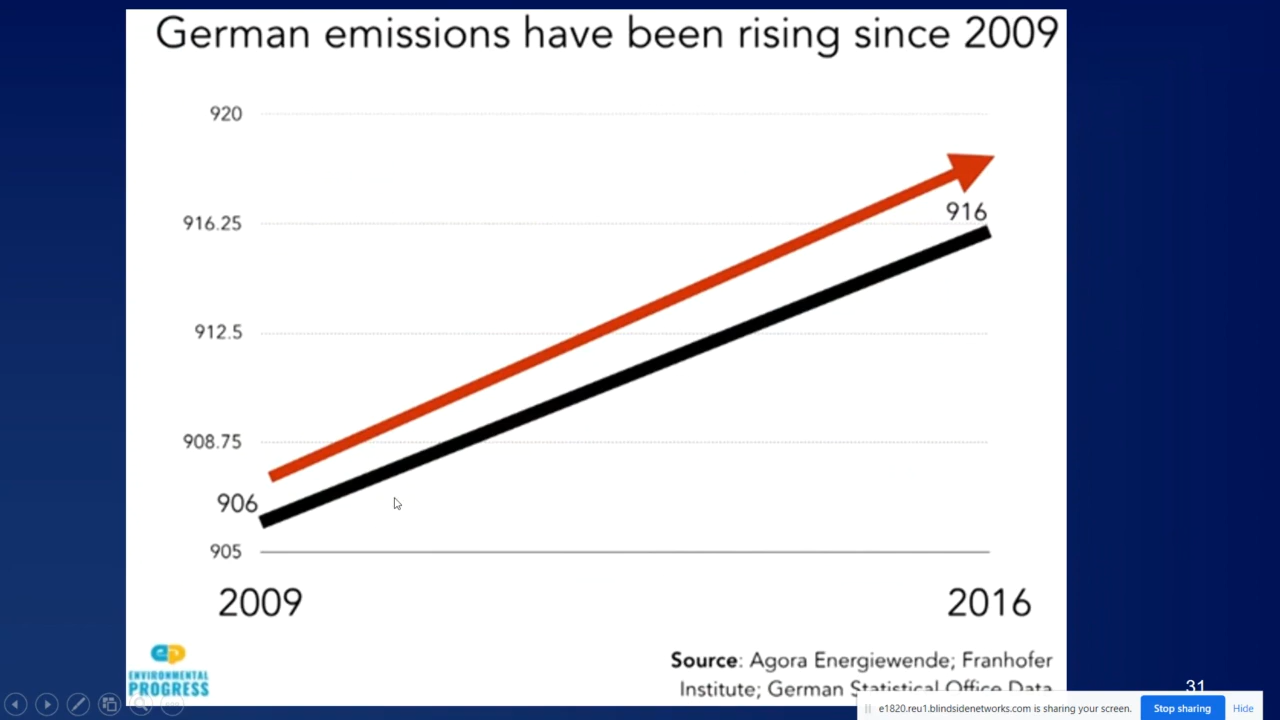 German emissions have been rising since 2009
920
916.25
912.5
908.75
905
916
906
2009
2016
ep
ENVIRONMENTAL
PROGRESS
Source: Agora Energiewende; Franhofer
Institute; German Statistical Office Data
31
e1820.reu1.blindsidenetworks.com is sharing your screen.
Stop sharing
Hide